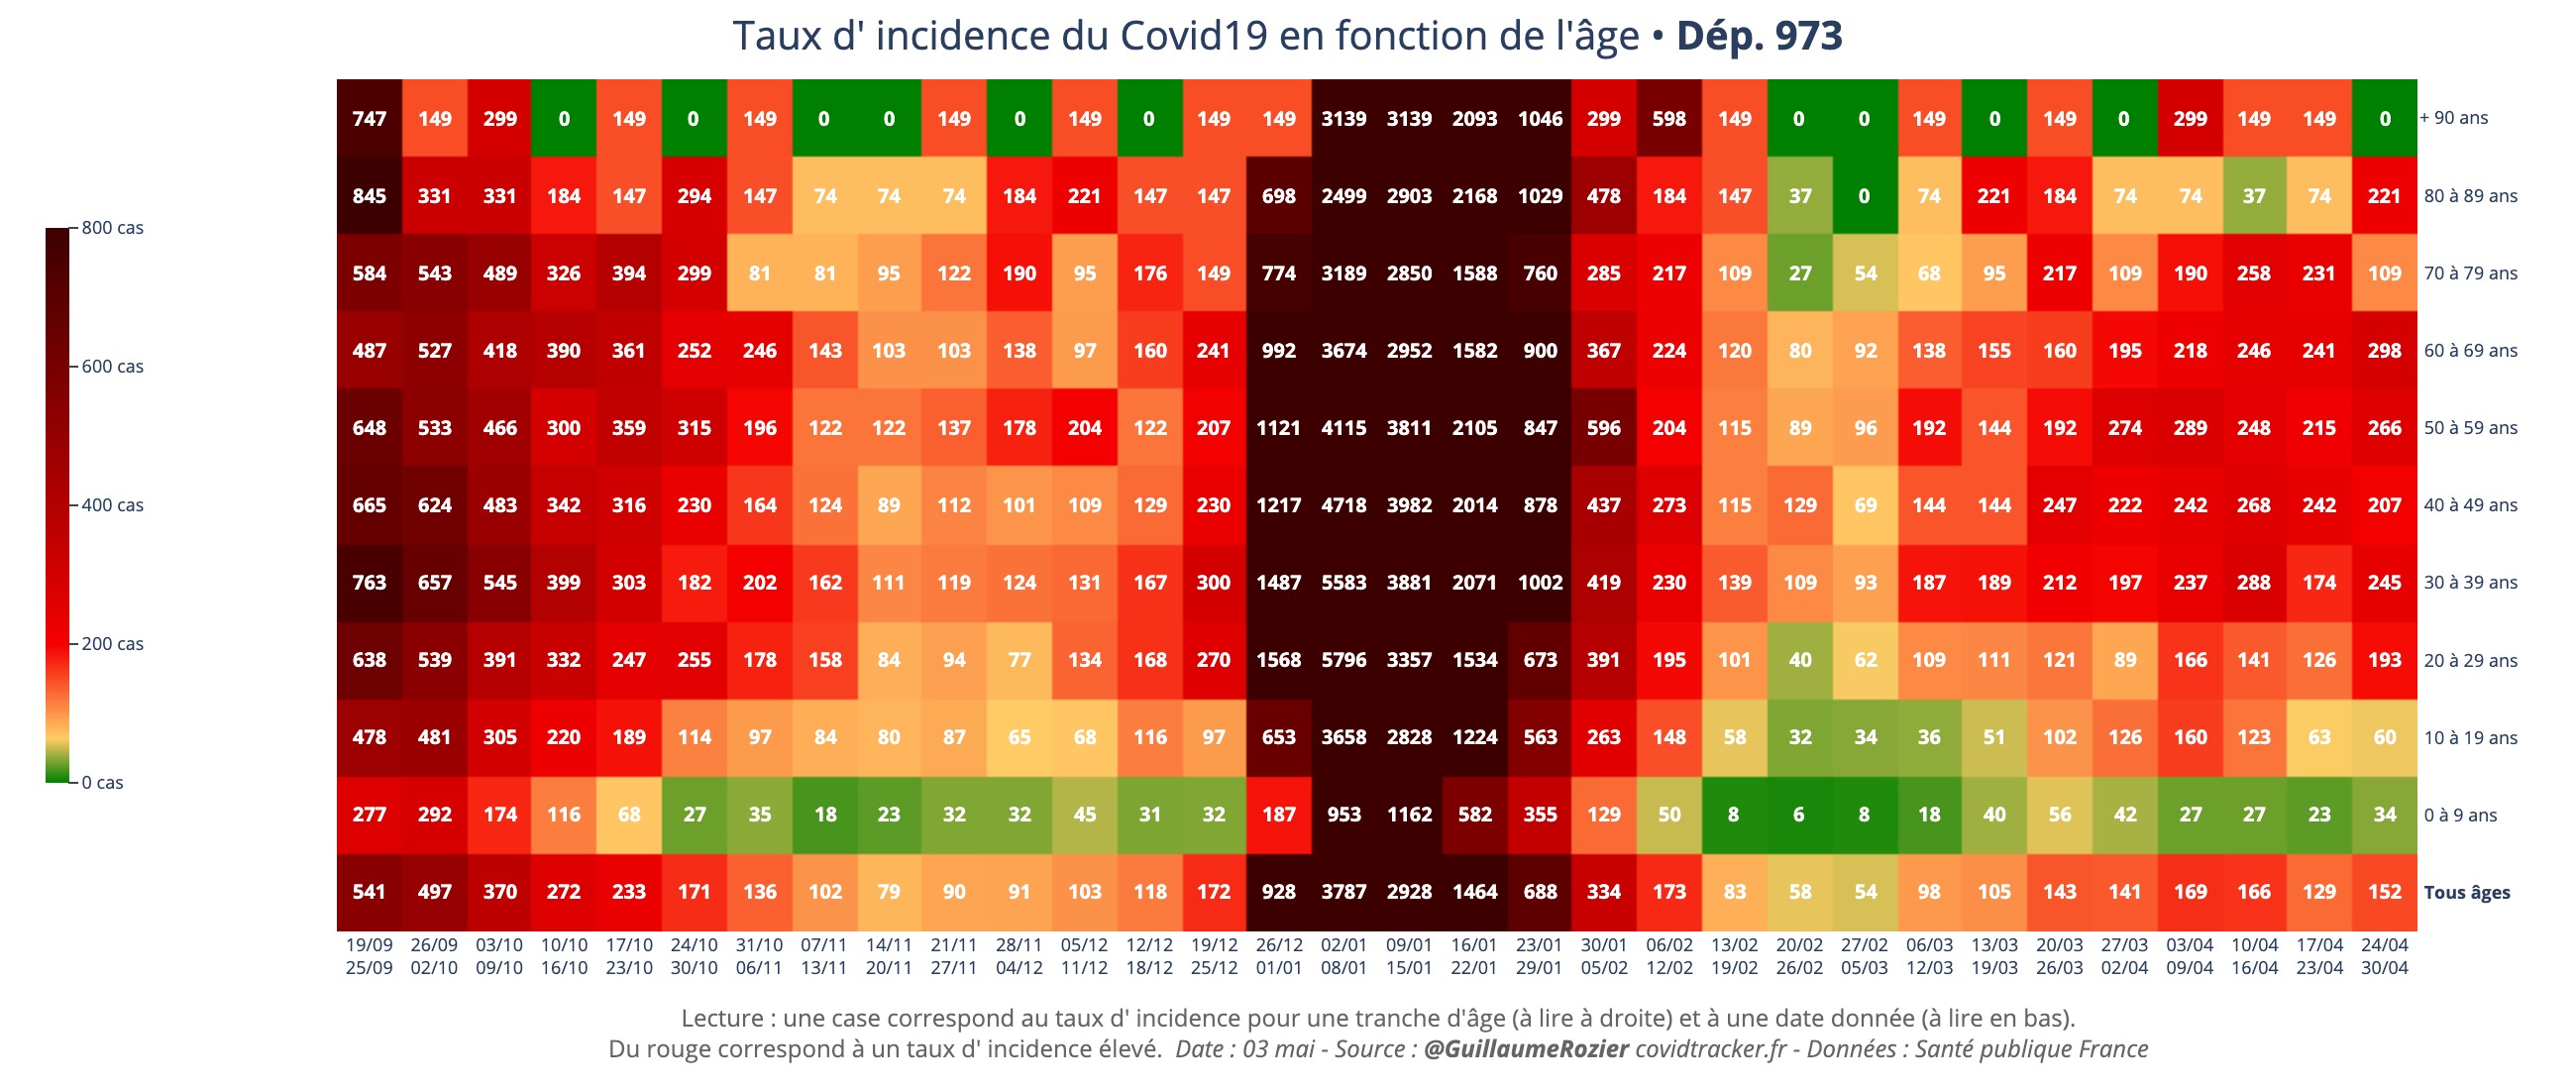 Taux d' incidence du Covid19 en fonction de l'âge • Dép. 973
800 cas
600 cas
400 cas
200 cas
0 cas
747 149 299 0 149 0 149 0 0 149 0 149 0 149 149 3139 3139 2093 1046 299 598 149 0 0 149 0 149 0 299 149 149 0 + 90 ans
845 331 331 184 147 294 147 74 74 74 184 221 147 147 698 2499 2903 2168 1029 478 184 147 37 0 74 221 184 74 74 37 74 221 80 à 89 ans
584 543 489 326 394 299 81 81 95 122 190 95 176 149 774 3189 2850 1588 760 285 217 109 27 54 68 95 217 109 190 258 231 109 70 à 79 ans
487 527 418 390 361 252 246 143 103 103 138 97 160 241 992 3674 2952 1582 900 367 224 120 80 92 138 155 160 195 218 246 241 298 60 à 69 ans
648 533 466 300 359 315 196 122 122 137 178 204 122 207 1121 4115 3811 2105 847 596 204 115 89 96 192 144 192 274 289 248 215 266 50 à 59 ans
665 624 483 342 316 230 164 124 89 112 101 109 129 230 1217 4718 3982 2014 878 437 273 115 129 69 144 144 247 222 242 268 242 207 40 à 49 ans
763 657 545 399 303 182 202 162 111 119 124 131 167 300 1487 5583 3881 2071 1002 419 230 139 109 93 187 189 212 197 237 288 174 245 30 à 39 ans
638 539 391 332 247 255 178 158 84 94 77 134 168 270 1568 5796 3357 1534 673 391 195 101 40 62 109 111 121 89 166 141 126 193 20 à 29 ans
478 481 305 220 189 114 97 84 80 87 65 68 116 97 653 3658 2828 1224 563 263 148 58 32 34 36 51 102 126 160 123 63 60 10 à 19 ans
277 292 174 116 68 27 35 18 23 32 32 45 31 32 187 953 1162 582 355 129 50 8 6 8 18 40 56 42 27 27 23 34 0 à 9 ans
541 497 370 272 233 171 136 102 79 90 91 103 118 172 928 3787 2928 1464 688 334 173 83 58 54 98 105 143 141 169 166 129 152 Tous âges
19/09 26/09 03/10 10/10 17/10 24/10 31/10 07/11 14/11 21/11 28/11 05/12 12/12 19/12 26/12 02/01 09/01 16/01 23/01 30/01 06/02 13/02 20/02 27/02 06/03 13/03 20/03 27/03 03/04 10/04 17/04 24/04
25/09 02/10 09/10 16/10 23/10 30/10 06/11 13/11 20/11 27/11 04/12 11/12 18/12 25/12 01/01 08/01 15/01 22/01 29/01 05/02 12/02 19/02 26/02 05/03 12/03 19/03 26/03 02/04 09/04 16/04 23/04 30/04
Lecture : une case correspond au taux d' incidence pour une tranche d'âge (à lire à droite) et à une date donnée (à lire en bas).
Du rouge correspond à un taux d' incidence élevé. Date : 03 mai - Source : @GuillaumeRozier covidtracker.fr - Données : Santé publique France